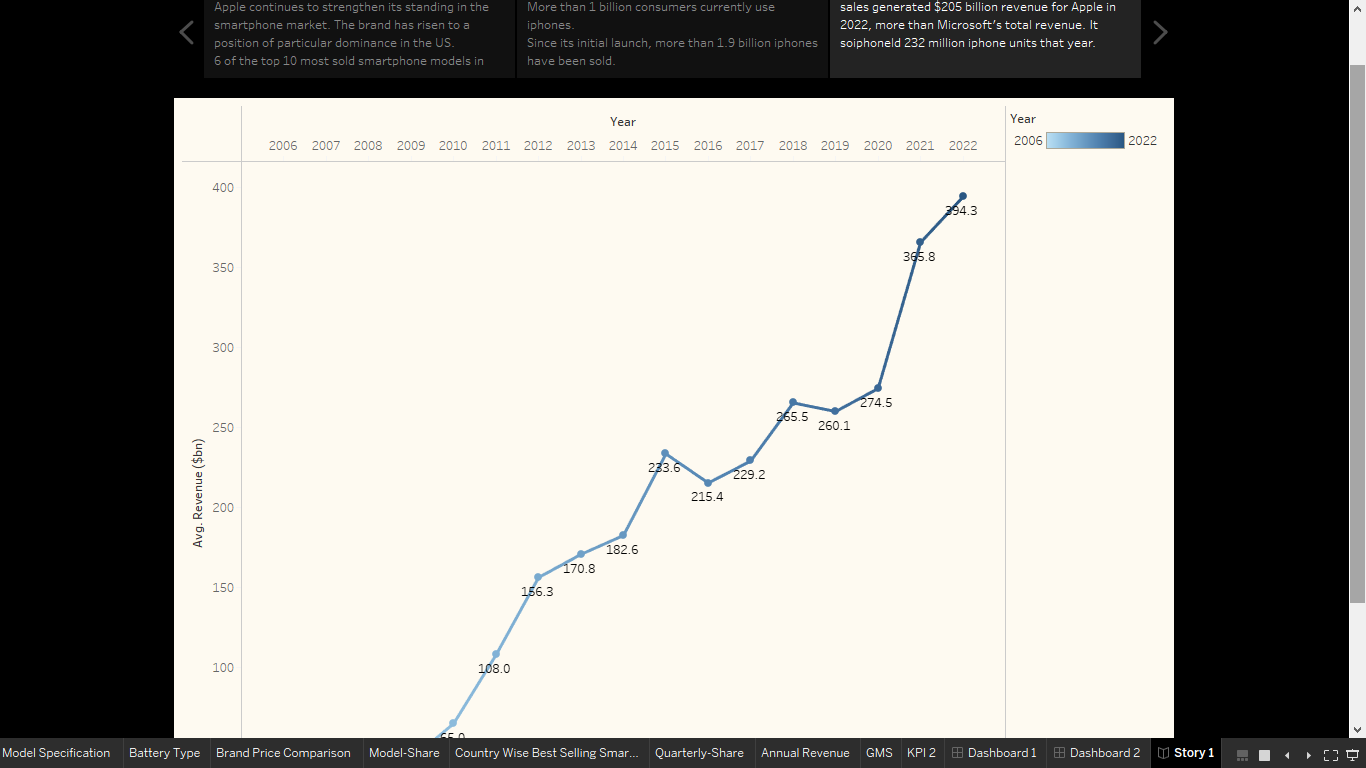 Apple continues to strengthen its standing in the
smartphone market. The brand has risen to a
position of particular dominance in the US.
6 of the top 10 most sold smartphone models in
More than 1 billion consumers currently use
iphones.
Since its initial launch, more than 1.9 billion iphones
have been sold.
sales generated $205 billion revenue for Apple in
2022, more than Microsoft's total revenue. It
soiphoneld 232 million iphone units that year.
Year
2006 2007 2008 2009 2010 2011 2012 2013 2014 2015 2016 2017 2018 2019 2020 2021 2022
Year
2006 2022
400
350
300
250
200
150
100
Avg. Revenue ($bn)
394.3
365.8
274.5
260.1
265.5
229.2
215.4
233.6
182.6
170.8
156.3
108.0
65.0
Model Specification Battery Type Brand Price Comparison Model-Share Country Wise Best Selling Smar... Quarterly-Share Annual Revenue GMS KPI 2 Dashboard 1 Dashboard 2 Story 1